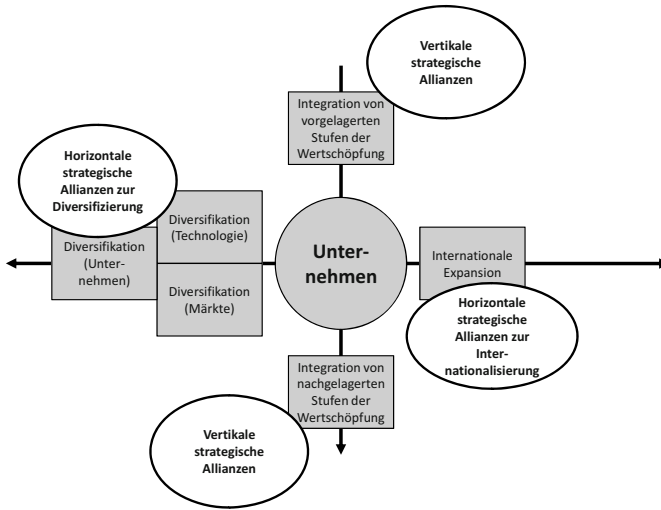 Vertikale
strategische
Allianzen
Integration von
vorgelagerten
Stufen der
Wertschöpfung
Horizontale
strategische
Allianzen zur
Diversifizierung
Diversifikation
(Technologie)
Diversifikation
(Unter-
nehmen)
Diversifikation
(Märkte)
Unter-
nehmen
Internationale
Expansion
Horizontale
strategische
Allianzen zur
Inter-
nationalisierung
Integration von
nachgelagerten
Stufen der
Wertschöpfung
Vertikale
strategische
Allianzen